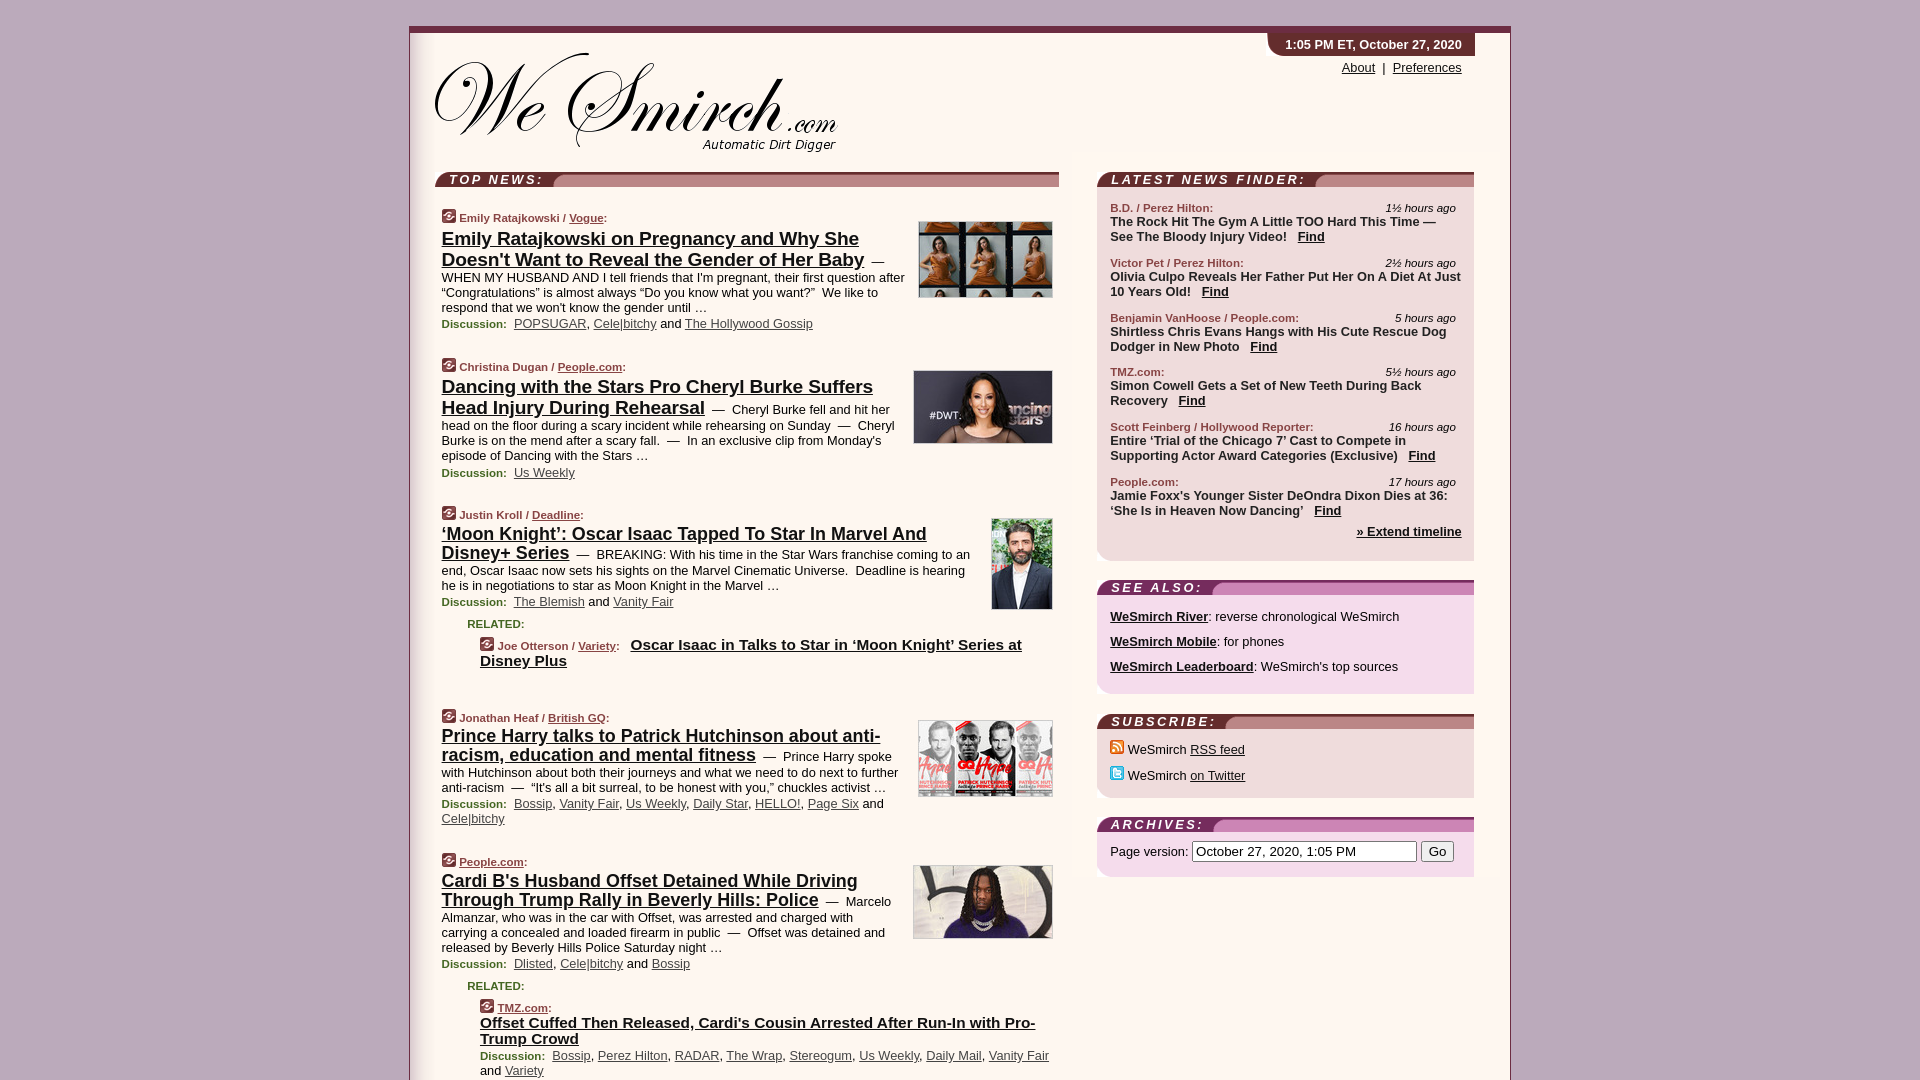 1:05 PM ET, October 27, 2020
About | Preferences
We Smirch.com
Automatic Dirt Digger
TOP NEWS:
Emily Ratajkowski / Vogue:
Emily Ratajkowski on Pregnancy and Why She
Doesn't Want to Reveal the Gender of Her Baby —
WHEN MY HUSBAND AND I tell friends that I'm pregnant, their first question after
“Congratulations” is almost always “Do you know what you want?” We like to
respond that we won't know the gender until …
Discussion: POPSUGAR, Cele|bitchy and The Hollywood Gossip
Christina Dugan / People.com:
Dancing with the Stars Pro Cheryl Burke Suffers
Head Injury During Rehearsal — Cheryl Burke fell and hit her
head on the floor during a scary incident while rehearsing on Sunday — Cheryl
Burke is on the mend after a scary fall. — In an exclusive clip from Monday's
episode of Dancing with the Stars …
Discussion: Us Weekly
#DWT.
ancing
stars
Justin Kroll / Deadline:
‘Moon Knight’: Oscar Isaac Tapped To Star In Marvel And
Disney+ Series — BREAKING: With his time in the Star Wars franchise coming to an
end, Oscar Isaac now sets his sights on the Marvel Cinematic Universe. Deadline is hearing
he is in negotiations to star as Moon Knight in the Marvel …
Discussion: The Blemish and Vanity Fair
RELATED:
Joe Otterson / Variety: Oscar Isaac in Talks to Star in ‘Moon Knight’ Series at
Disney Plus
Jonathan Heaf / British GQ:
Prince Harry talks to Patrick Hutchinson about anti-
racism, education and mental fitness — Prince Harry spoke
with Hutchinson about both their journeys and what we need to do next to further
anti-racism — “It's all a bit surreal, to be honest with you,” chuckles activist …
Discussion: Bossip, Vanity Fair, Us Weekly, Daily Star, HELLO!, Page Six and
Cele|bitchy
GQ Hype
PATRICK HUTCHINSON
PRINCE HARRY
People.com:
Cardi B's Husband Offset Detained While Driving
Through Trump Rally in Beverly Hills: Police — Marcelo
Almanzar, who was in the car with Offset, was arrested and charged with
carrying a concealed and loaded firearm in public — Offset was detained and
released by Beverly Hills Police Saturday night …
Discussion: Dlisted, Cele|bitchy and Bossip
RELATED:
TMZ.com:
Offset Cuffed Then Released, Cardi's Cousin Arrested After Run-In with Pro-
Trump Crowd
Discussion: Bossip, Perez Hilton, RADAR, The Wrap, Stereogum, Us Weekly, Daily Mail, Vanity Fair
and Variety
LATEST NEWS FINDER:
B.D. / Perez Hilton: 1½ hours ago
The Rock Hit The Gym A Little TOO Hard This Time —
See The Bloody Injury Video! Find
Victor Pet / Perez Hilton: 2½ hours ago
Olivia Culpo Reveals Her Father Put Her On A Diet At Just
10 Years Old! Find
Benjamin VanHoose / People.com: 5 hours ago
Shirtless Chris Evans Hangs with His Cute Rescue Dog
Dodger in New Photo Find
TMZ.com: 5½ hours ago
Simon Cowell Gets a Set of New Teeth During Back
Recovery Find
Scott Feinberg / Hollywood Reporter: 16 hours ago
Entire ‘Trial of the Chicago 7’ Cast to Compete in
Supporting Actor Award Categories (Exclusive) Find
People.com: 17 hours ago
Jamie Foxx's Younger Sister DeOndra Dixon Dies at 36:
‘She Is in Heaven Now Dancing’ Find
» Extend timeline
SEE ALSO:
WeSmirch River: reverse chronological WeSmirch
WeSmirch Mobile: for phones
WeSmirch Leaderboard: WeSmirch's top sources
SUBSCRIBE:
WeSmirch RSS feed
WeSmirch on Twitter
ARCHIVES:
Page version: October 27, 2020, 1:05 PM Go